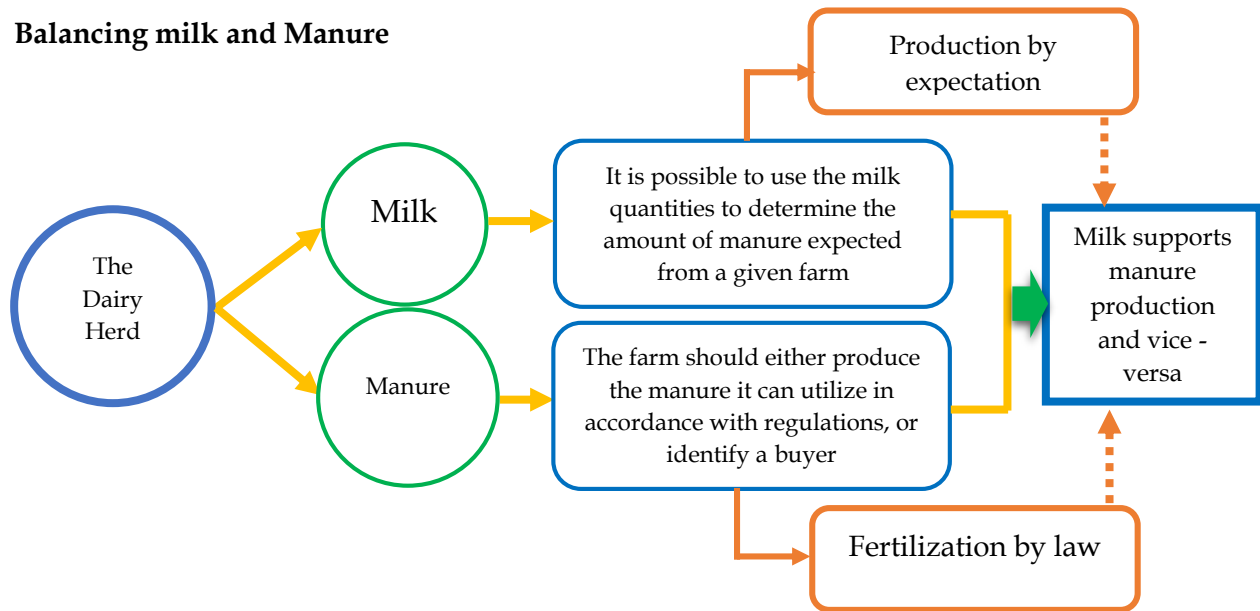 Balancing milk and Manure
The
Dairy
Herd
Milk
Manure
It is possible to use the milk
quantities to determine the
amount of manure expected
from a given farm
The farm should either produce
the manure it can utilize in
accordance with regulations, or
identify a buyer
Production by
expectation
Fertilization by law
Milk supports
manure
production
and vice -
versa